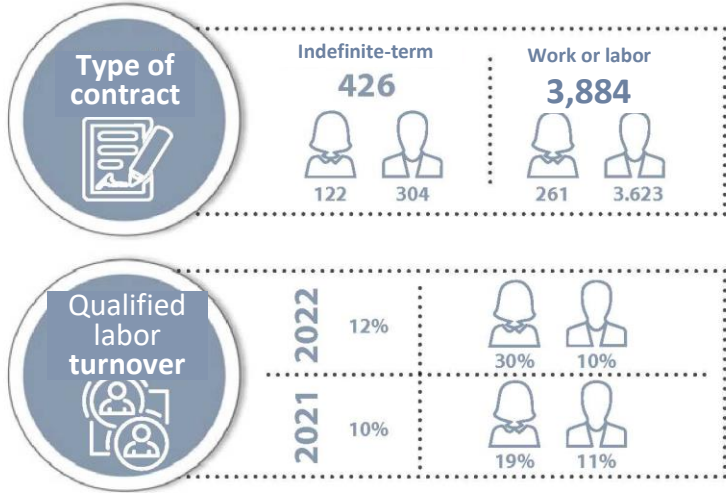 Type of
contract
Indefinite-term
426
122 304
Work or labor
3,884
261 3.623
Qualified
labor
turnover
2022
12%
30% 10%
2021
10%
19% 11%